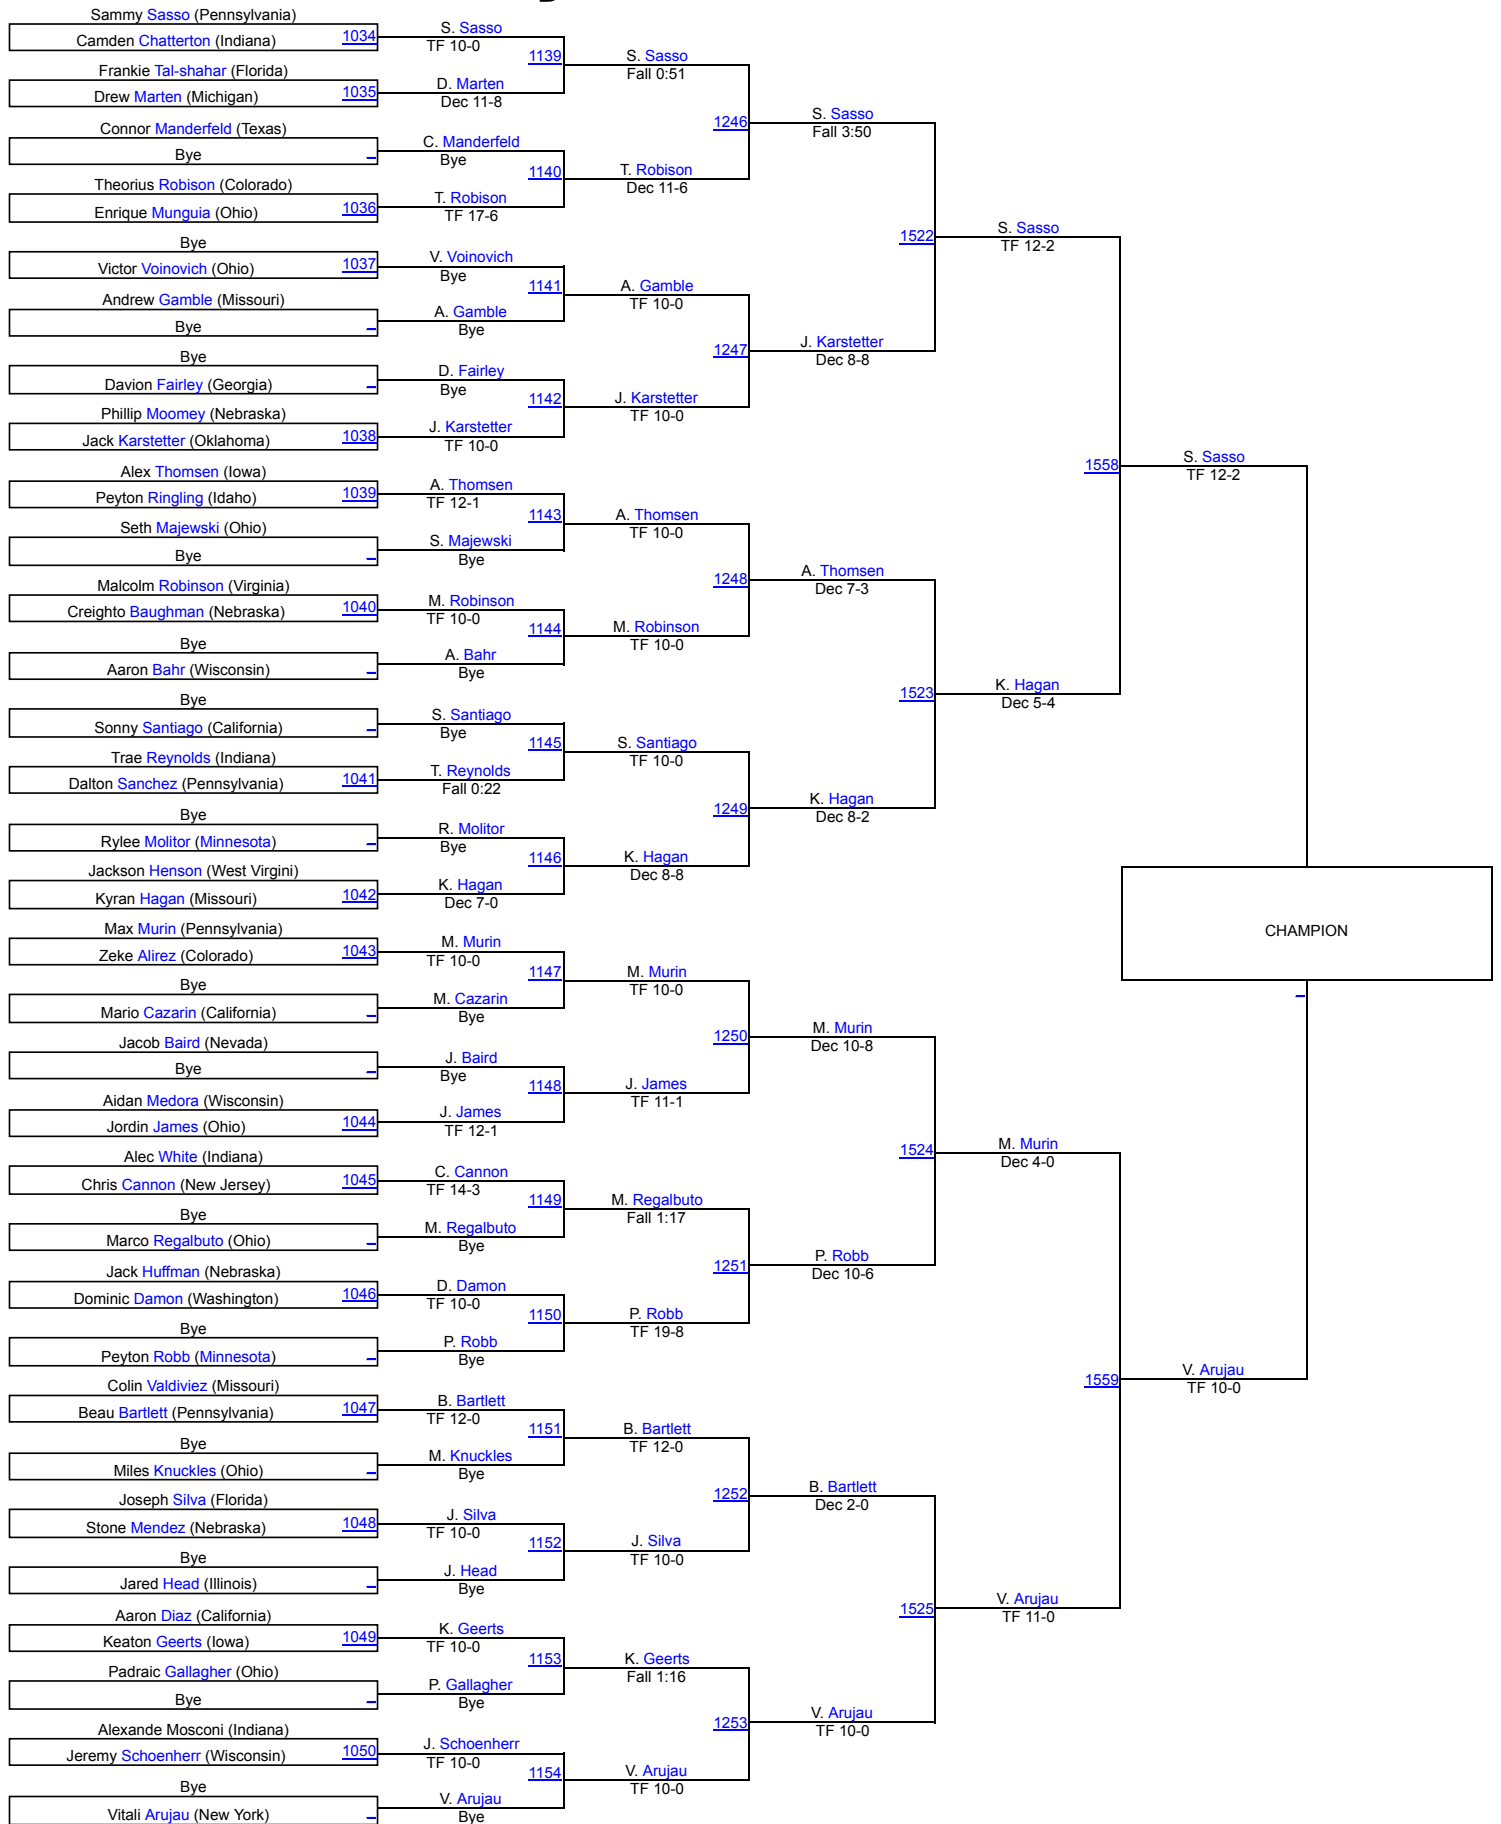 Sammy Sasso (Pennsylvania)
Camden Chatterton (Indiana) 1034
Frankie Tal-shahar (Florida)
Drew Marten (Michigan) 1035
Connor Manderfeld (Texas)
Bye
Theorius Robison (Colorado)
Enrique Munguia (Ohio) 1036
Bye
Victor Voinovich (Ohio) 1037
Andrew Gamble (Missouri)
Bye
Bye
Davion Fairley (Georgia)
Phillip Moomey (Nebraska)
Jack Karstetter (Oklahoma) 1038
Alex Thomsen (Iowa)
Peyton Ringling (Idaho) 1039
Seth Majewski (Ohio)
Bye
Malcolm Robinson (Virginia)
Creighto Baughman (Nebraska) 1040
Bye
Aaron Bahr (Wisconsin)
Bye
Sonny Santiago (California)
Trae Reynolds (Indiana)
Dalton Sanchez (Pennsylvania) 1041
Bye
Rylee Molitor (Minnesota)
Jackson Henson (West Virgini)
Kyran Hagan (Missouri) 1042
Max Murin (Pennsylvania)
Zeke Alirez (Colorado) 1043
Bye
Mario Cazarin (California)
Jacob Baird (Nevada)
Bye
Aidan Medora (Wisconsin)
Jordin James (Ohio) 1044
Alec White (Indiana)
Chris Cannon (New Jersey) 1045
Bye
Marco Regalbuto (Ohio)
Jack Huffman (Nebraska)
Dominic Damon (Washington) 1046
Bye
Peyton Robb (Minnesota)
Colin Valdiviez (Missouri)
Beau Bartlett (Pennsylvania) 1047
Bye
Miles Knuckles (Ohio)
Joseph Silva (Florida)
Stone Mendez (Nebraska) 1048
Bye
Jared Head (Illinois)
Aaron Diaz (California)
Keaton Geerts (Iowa) 1049
Padraic Gallagher (Ohio)
Bye
Alexande Mosconi (Indiana)
Jeremy Schoenherr (Wisconsin) 1050
Bye
Vitali Arujau (New York)
S. Sasso
TF 10-0
1139
D. Marten
Dec 11-8
C. Manderfeld
Bye
1140
T. Robison
TF 17-6
V. Voinovich
Bye
1141
A. Gamble
Bye
D. Fairley
Bye
1142
J. Karstetter
TF 10-0
A. Thomsen
TF 12-1
1143
S. Majewski
Bye
M. Robinson
TF 10-0
1144
A. Bahr
Bye
S. Santiago
Bye
1145
T. Reynolds
Fall 0:22
R. Molitor
Bye
1146
K. Hagan
Dec 7-0
M. Murin
TF 10-0
1147
M. Cazarin
Bye
J. Baird
Bye
1148
J. James
TF 12-1
C. Cannon
TF 14-3
1149
M. Regalbuto
Bye
D. Damon
TF 10-0
1150
P. Robb
Bye
B. Bartlett
TF 12-0
1151
M. Knuckles
Bye
J. Silva
TF 10-0
1152
J. Head
Bye
K. Geerts
TF 10-0
1153
P. Gallagher
Bye
J. Schoenherr
TF 10-0
1154
V. Arujau
Bye
S. Sasso
Fall 0:51
1246
T. Robison
Dec 11-6
A. Gamble
TF 10-0
1247
J. Karstetter
TF 10-0
A. Thomsen
TF 10-0
1248
M. Robinson
TF 10-0
S. Santiago
TF 10-0
1249
K. Hagan
Dec 8-8
M. Murin
TF 10-0
1250
J. James
TF 11-1
M. Regalbuto
Fall 1:17
1251
P. Robb
TF 19-8
B. Bartlett
TF 12-0
1252
J. Silva
TF 10-0
K. Geerts
Fall 1:16
1253
V. Arujau
TF 10-0
S. Sasso
Fall 3:50
1522
J. Karstetter
Dec 8-8
A. Thomsen
Dec 7-3
1523
K. Hagan
Dec 8-2
M. Murin
Dec 10-8
1524
P. Robb
Dec 10-6
B. Bartlett
Dec 2-0
1525
V. Arujau
TF 10-0
S. Sasso
TF 12-2
1558
K. Hagan
Dec 5-4
M. Murin
Dec 4-0
1559
V. Arujau
TF 11-0
S. Sasso
TF 12-2
CHAMPION
V. Arujau
TF 10-0